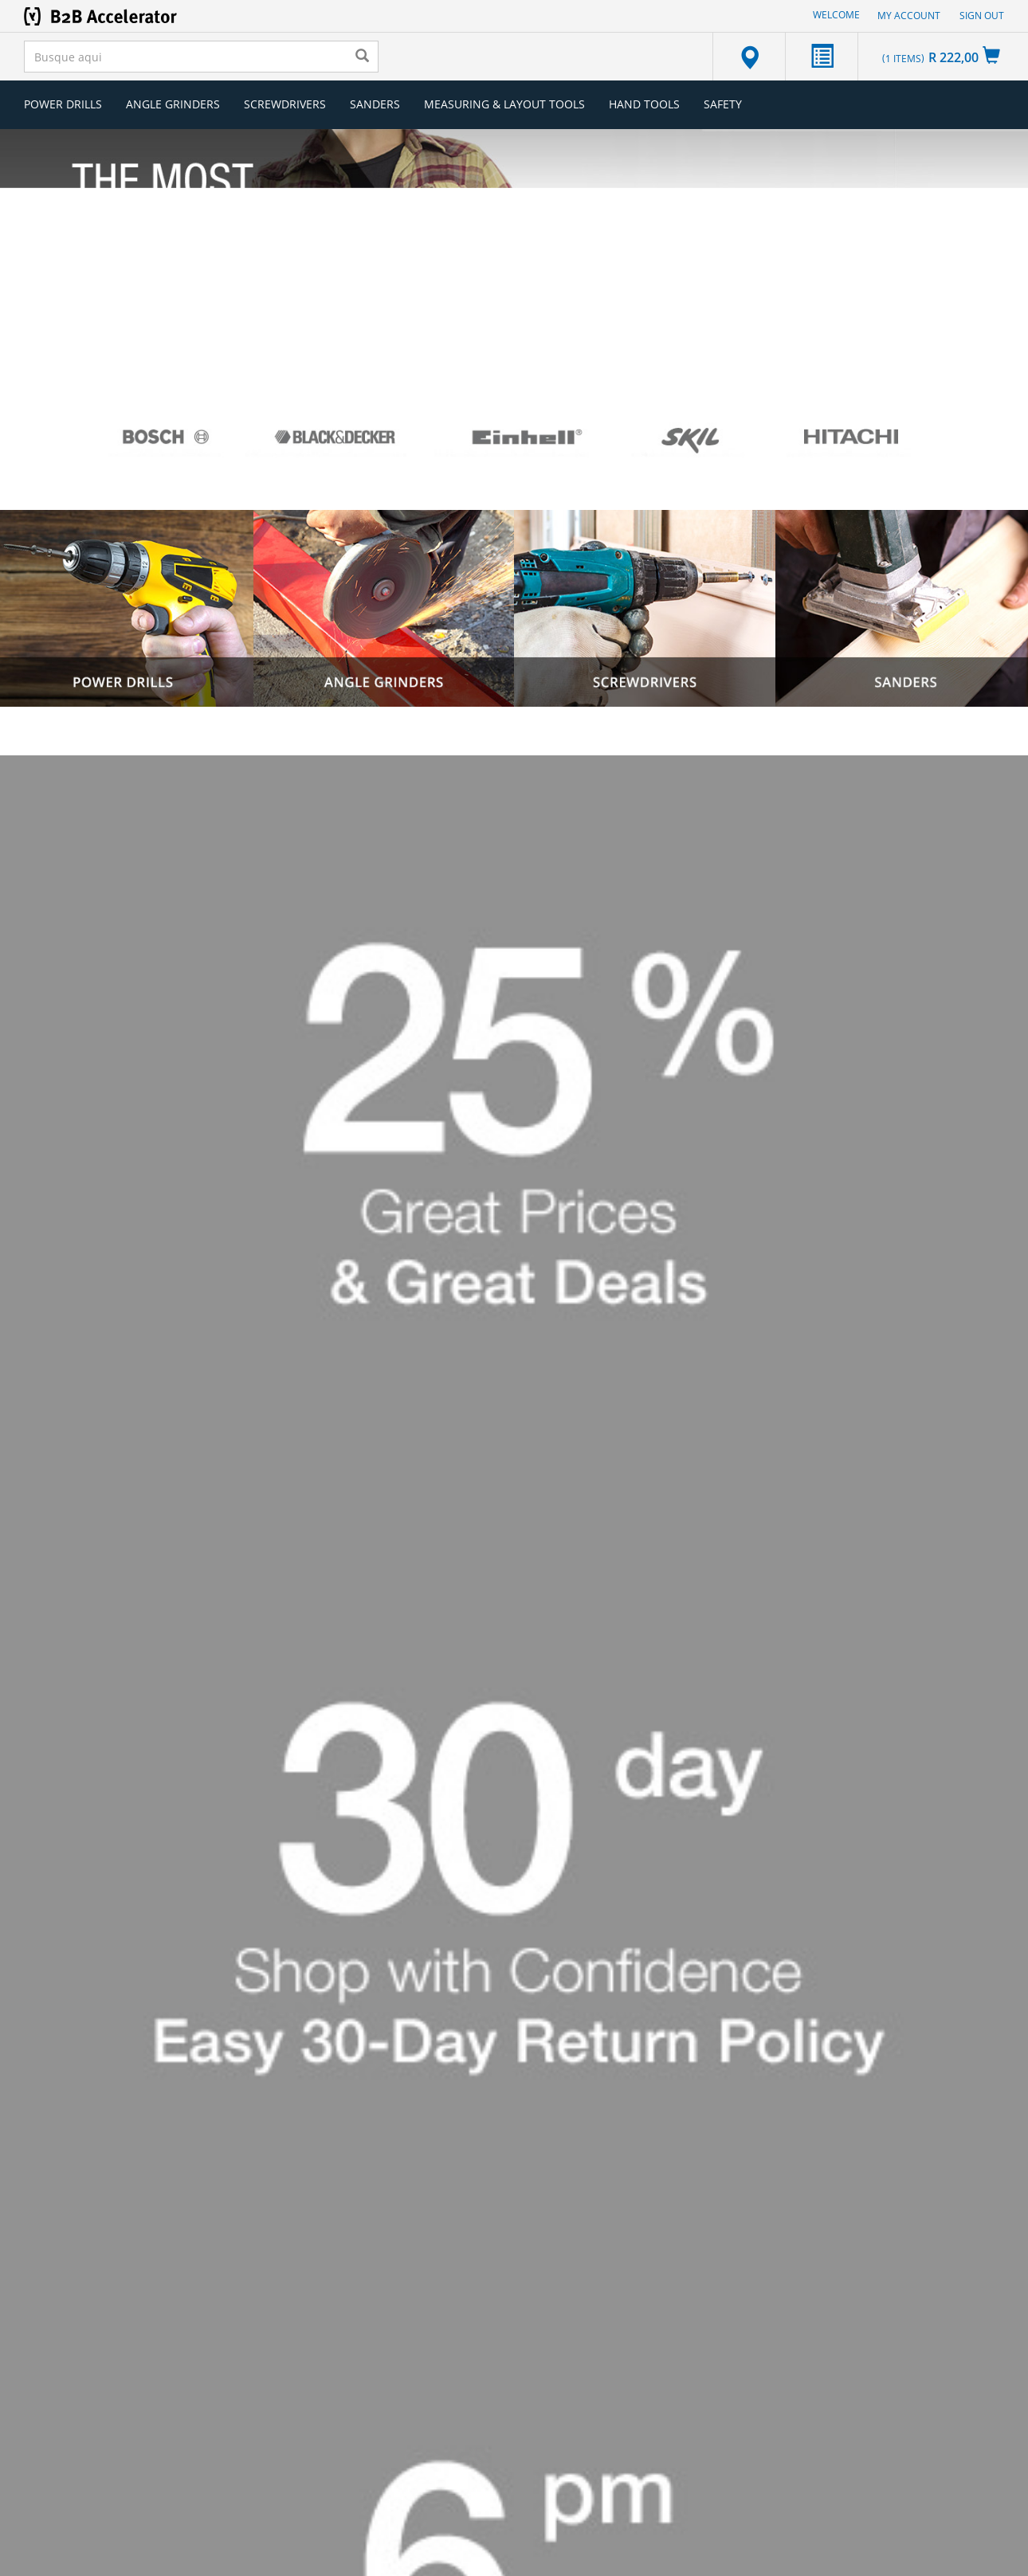 B2B Accelerator
WELCOME MY ACCOUNT SIGN OUT
Busque aqui
(1 ITEMS) R 222,00
POWER DRILLS ANGLE GRINDERS SCREWDRIVERS SANDERS MEASURING & LAYOUT TOOLS HAND TOOLS SAFETY
THE MOST
BOSCH BLACK&DECKER Einhell® SKIL HITACHI
POWER DRILLS ANGLE GRINDERS SCREWDRIVERS SANDERS
25 %
Great Prices
& Great Deals
30 day
Shop with Confidence
Easy 30-Day Return Policy
6 pm